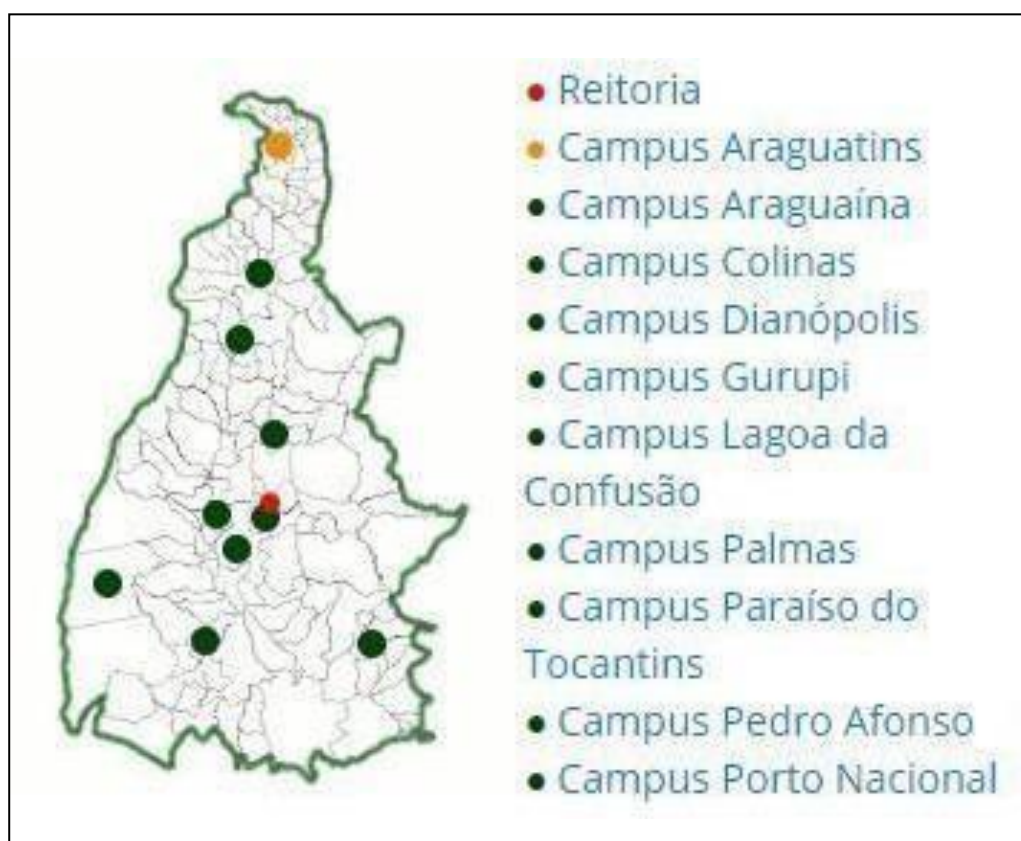 Reitoria
Campus Araguatins
Campus Araguaína
Campus Colinas
Campus Dianópolis
Campus Gurupi
Campus Lagoa da
Confusão
Campus Palmas
Campus Paraíso do
Tocantins
Campus Pedro Afonso
Campus Porto Nacional